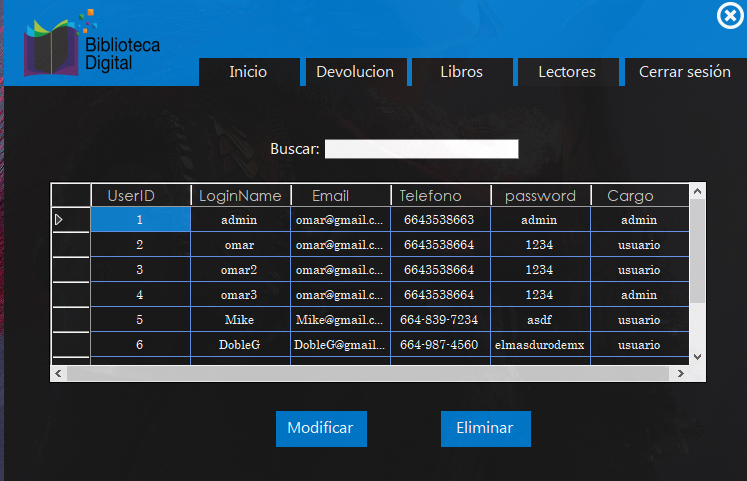 Biblioteca
Digital
Inicio Devolucion Libros Lectores Cerrar sesión
Buscar:
UserID LoginName Email Telefono password Cargo
1 admin omar@gmail.c... 6643538663 admin admin
2 omar omar@gmail.c... 6643538664 1234 usuario
3 omar2 omar@gmail.c... 6643538664 1234 usuario
4 omar3 omar@gmail.c... 6643538664 1234 admin
5 Mike Mike@gmail.c... 664-839-7234 asdf usuario
6 DobleG DobleG@gmail... 664-987-4560 elmasdurodemx usuario
Modificar Eliminar